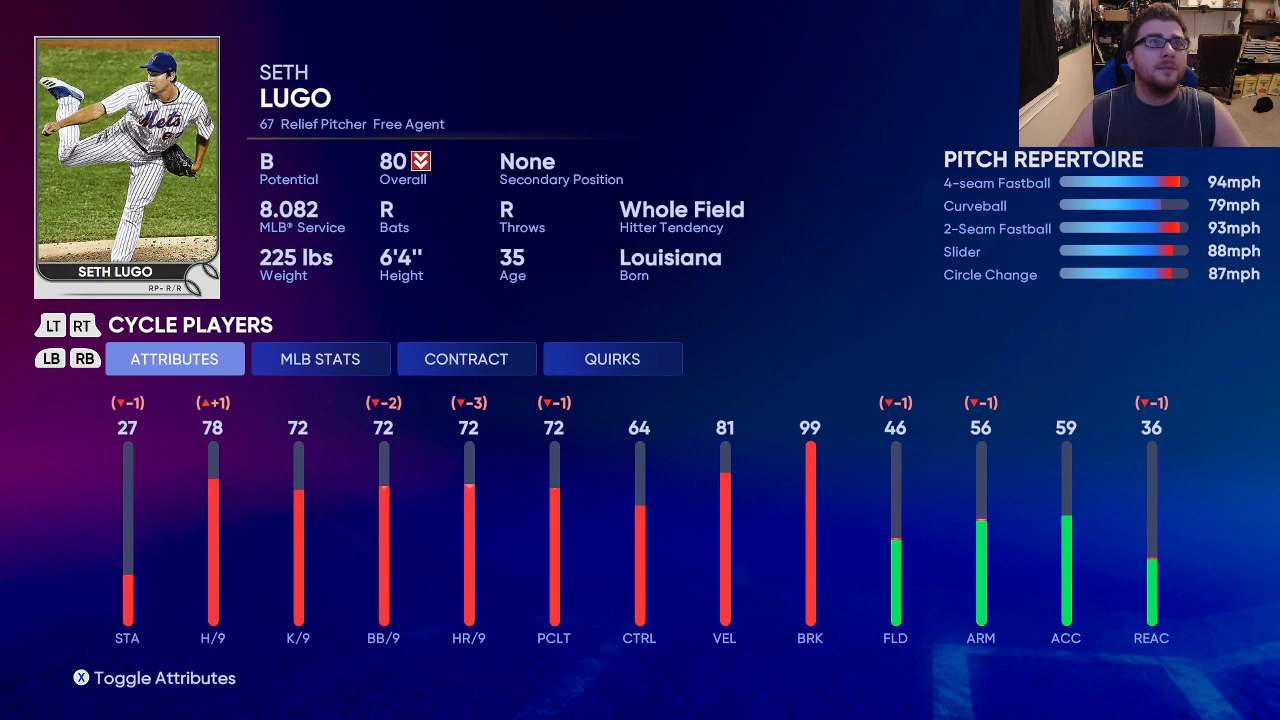 SETH
LUGO
67 Relief Pitcher Free Agent
B
Potential
80
Overall
None
Secondary Position
8.082
MLB® Service
R
Bats
R
Throws
Whole Field
Hitter Tendency
225 lbs
Weight
6'4"
Height
35
Age
Louisiana
Born
Mets
SETH LUGO
RP- R/R
PITCH REPERTOIRE
4-seam Fastball 94mph
Curveball 79mph
2-Seam Fastball 93mph
Slider 88mph
Circle Change 87mph
LT RT CYCLE PLAYERS
LB RB ATTRIBUTES MLB STATS CONTRACT QUIRKS
(▼-1) (▲+1) (▼-2) (▼-3) (▼-1) (▼-1) (▼-1) (▼-1)
27 78 72 72 72 72 64 81 99 46 56 59 36
STA H/9 K/9 BB/9 HR/9 PCLT CTRL VEL BRK FLD ARM ACC REAC
X Toggle Attributes